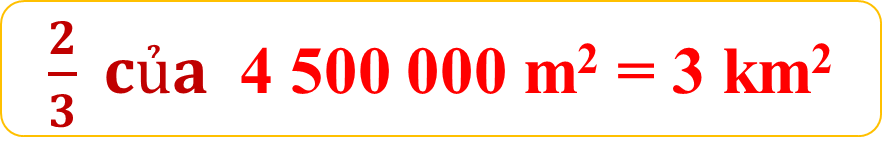 2/3 của 4 500 000 m² = 3 km²